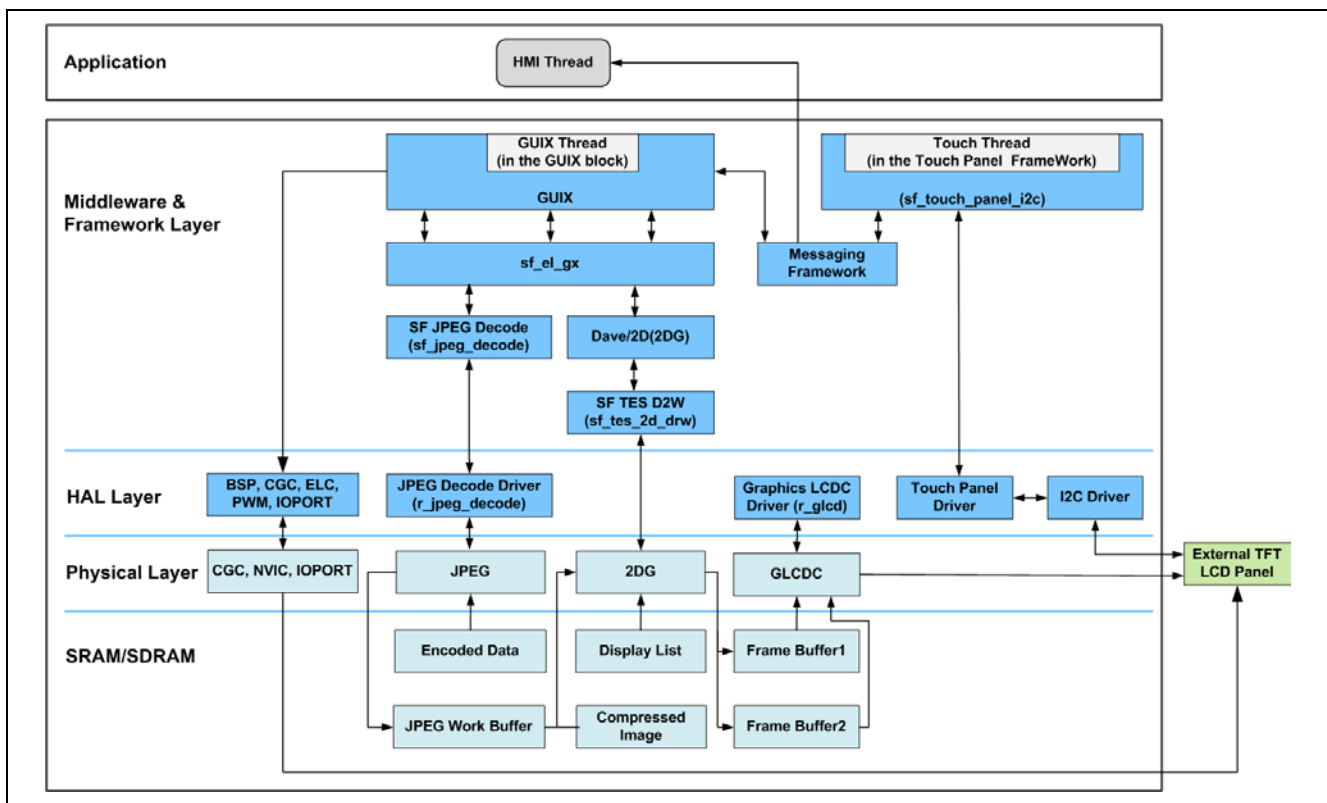 Application
HMI Thread
GUIX Thread
(in the GUIX block)
GUIX
Touch Thread
(in the Touch Panel FrameWork)
(sf_touch_panel_i2c)
Middleware &
Framework Layer
sf_el_gx
Messaging
Framework
SF JPEG Decode
(sf_jpeg_decode)
Dave/2D(2DG)
SF TES D2W
(sf_tes_2d_drw)
HAL Layer
BSP, CGC, ELC,
PWM, IOPORT
JPEG Decode Driver
(r_jpeg_decode)
Graphics LCDC
Driver (r_glcd)
Touch Panel
Driver
I2C Driver
Physical Layer
CGC, NVIC, IOPORT
JPEG
2DG
GLCDC
External TFT
LCD Panel
SRAM/SDRAM
Encoded Data
Display List
Frame Buffer1
JPEG Work Buffer
Compressed
Image
Frame Buffer2